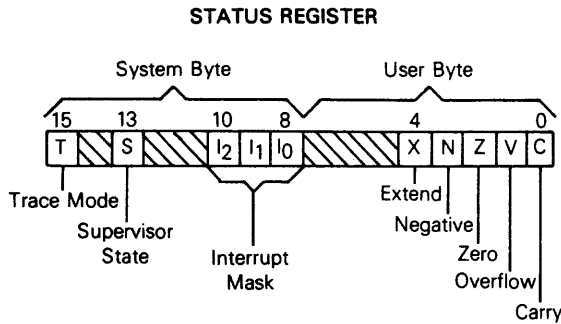 STATUS REGISTER
System Byte User Byte
15 13 10 8 4 0
T S I2 I1 I0 X N Z V C
Trace Mode
Supervisor
State
Interrupt
Mask
Extend
Negative
Zero
Overflow
Carry